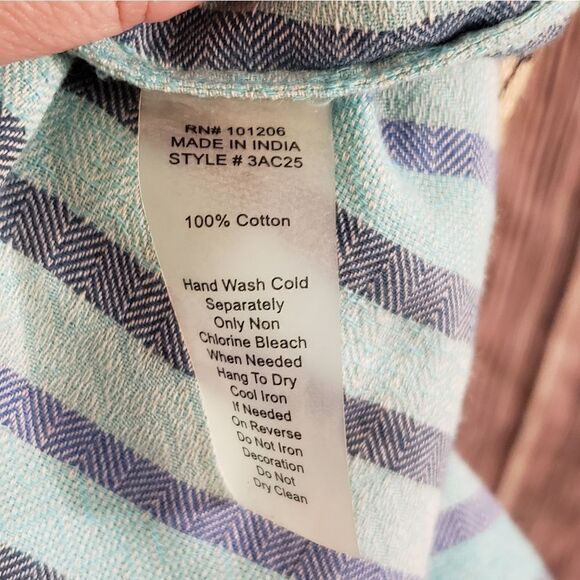 RN# 101206
MADE IN INDIA
STYLE # 3AC25
100% Cotton
Hand Wash Cold
Separately
Only Non
Chlorine Bleach
When Needed
Hang To Dry
Cool Iron
If Needed
On Reverse
Do Not Iron
Decoration
Do Not
Dry Clean